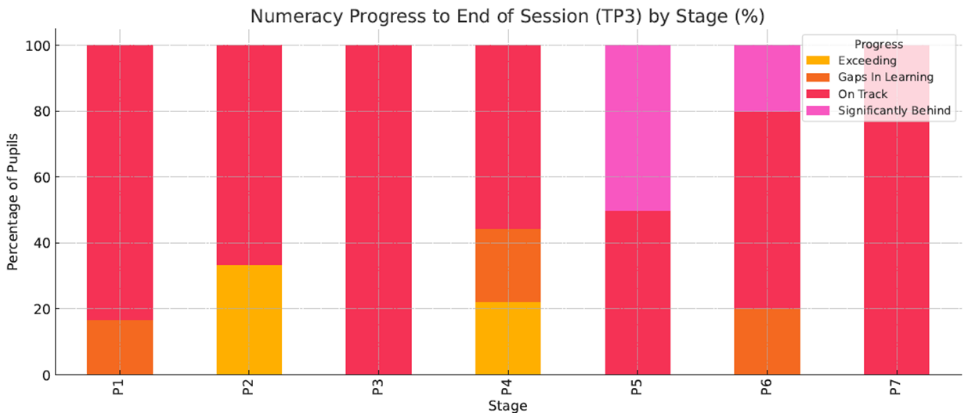 Numeracy Progress to End of Session (TP3) by Stage (%)
Progress
Exceeding
Gaps In Learning
On Track
Significantly Behind
Percentage of Pupils
100
80
60
40
20
0
P1
P2
P3
P4
P5
P6
P7
Stage